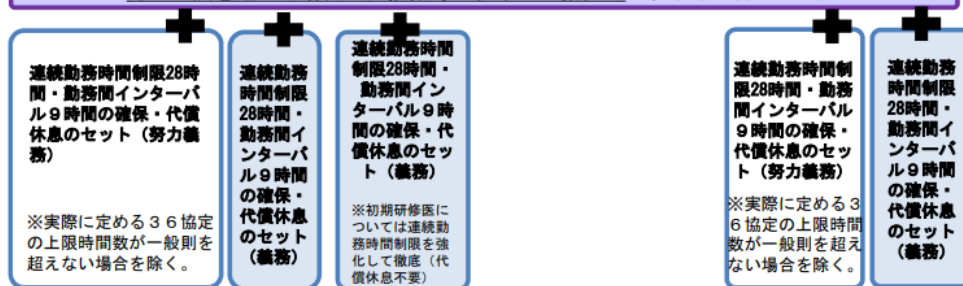 連続勤務時間制限28時
間・勤務間インターバ
ル９時間の確保・代償
休息のセット（努力義
務）
※実際に定める３６協定
の上限時間数が一般則を
超えない場合を除く。
連続勤務
時間制限
28時間・
勤務間イ
ンターバ
ル９時間
の確保・
代償休息
のセット
（義務）
連続勤務時間
制限28時間・
勤務間イン
ターバル９時
間の確保・代
償休息のセッ
ト（義務）
※初期研修医に
ついては連続勤
務時間制限を強
化して徹底（代
償休息不要）
連続勤務時間制
限28時間・勤務
間インターバル
９時間の確保・
代償休息のセッ
ト（努力義務）
※実際に定める３
６協定の上限時間
数が一般則を超え
ない場合を除く。
連続勤務
時間制限
28時間・
勤務間イ
ンターバ
ル９時間
の確保・
代償休息
のセット
（義務）